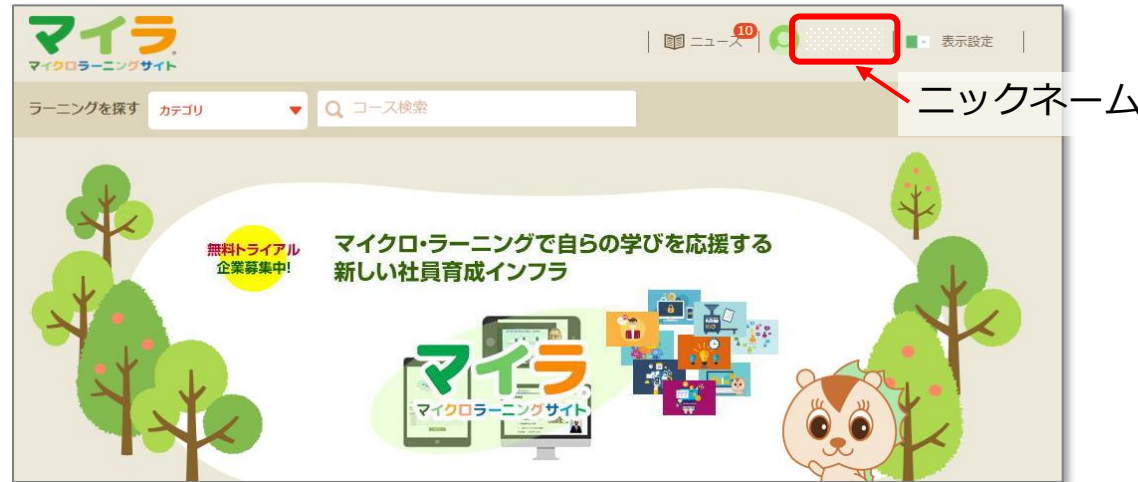 マイラ
マイクロラーニングサイト
ニュース
10
表示設定
ニックネーム
ラーニングを探す
カテゴリ
コース検索
無料トライアル
企業募集中!
マイクロ・ラーニングで自らの学びを応援する
新しい社員育成インフラ
マイラ
マイクロラーニングサイト